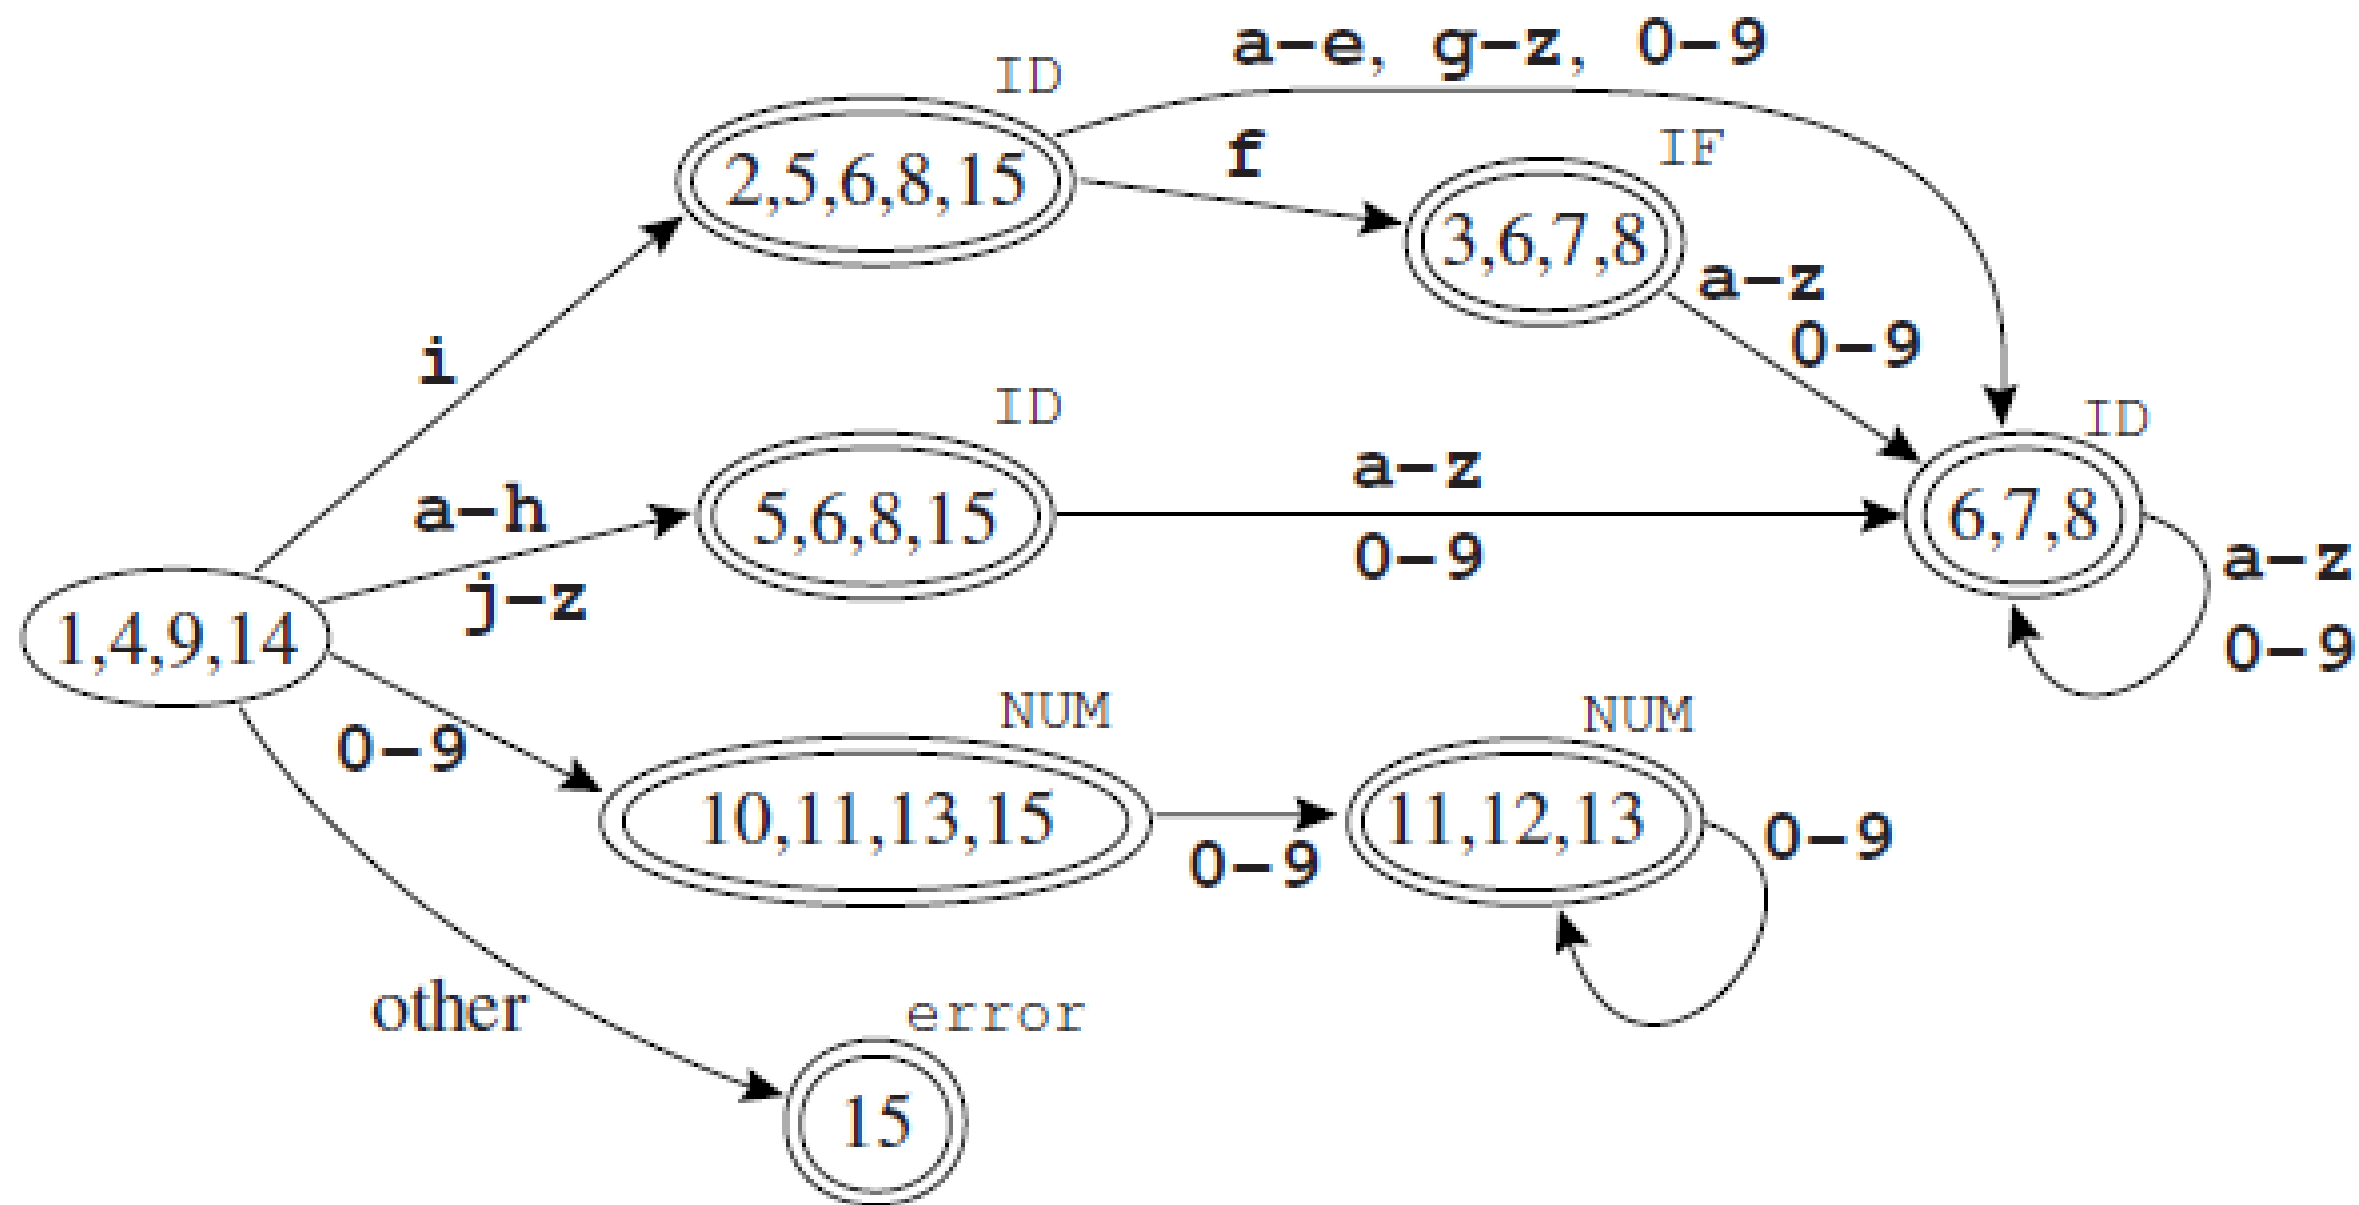 a-e, g-z, 0-9
ID
f
IF
2,5,6,8,15
3,6,7,8
a-z
0-9
i
ID
ID
a-z
a-h
5,6,8,15
6,7,8
0-9
a-z
j-z
1,4,9,14
0-9
NUM
NUM
0-9
10,11,13,15
11,12,13
0-9
0-9
other
error
15